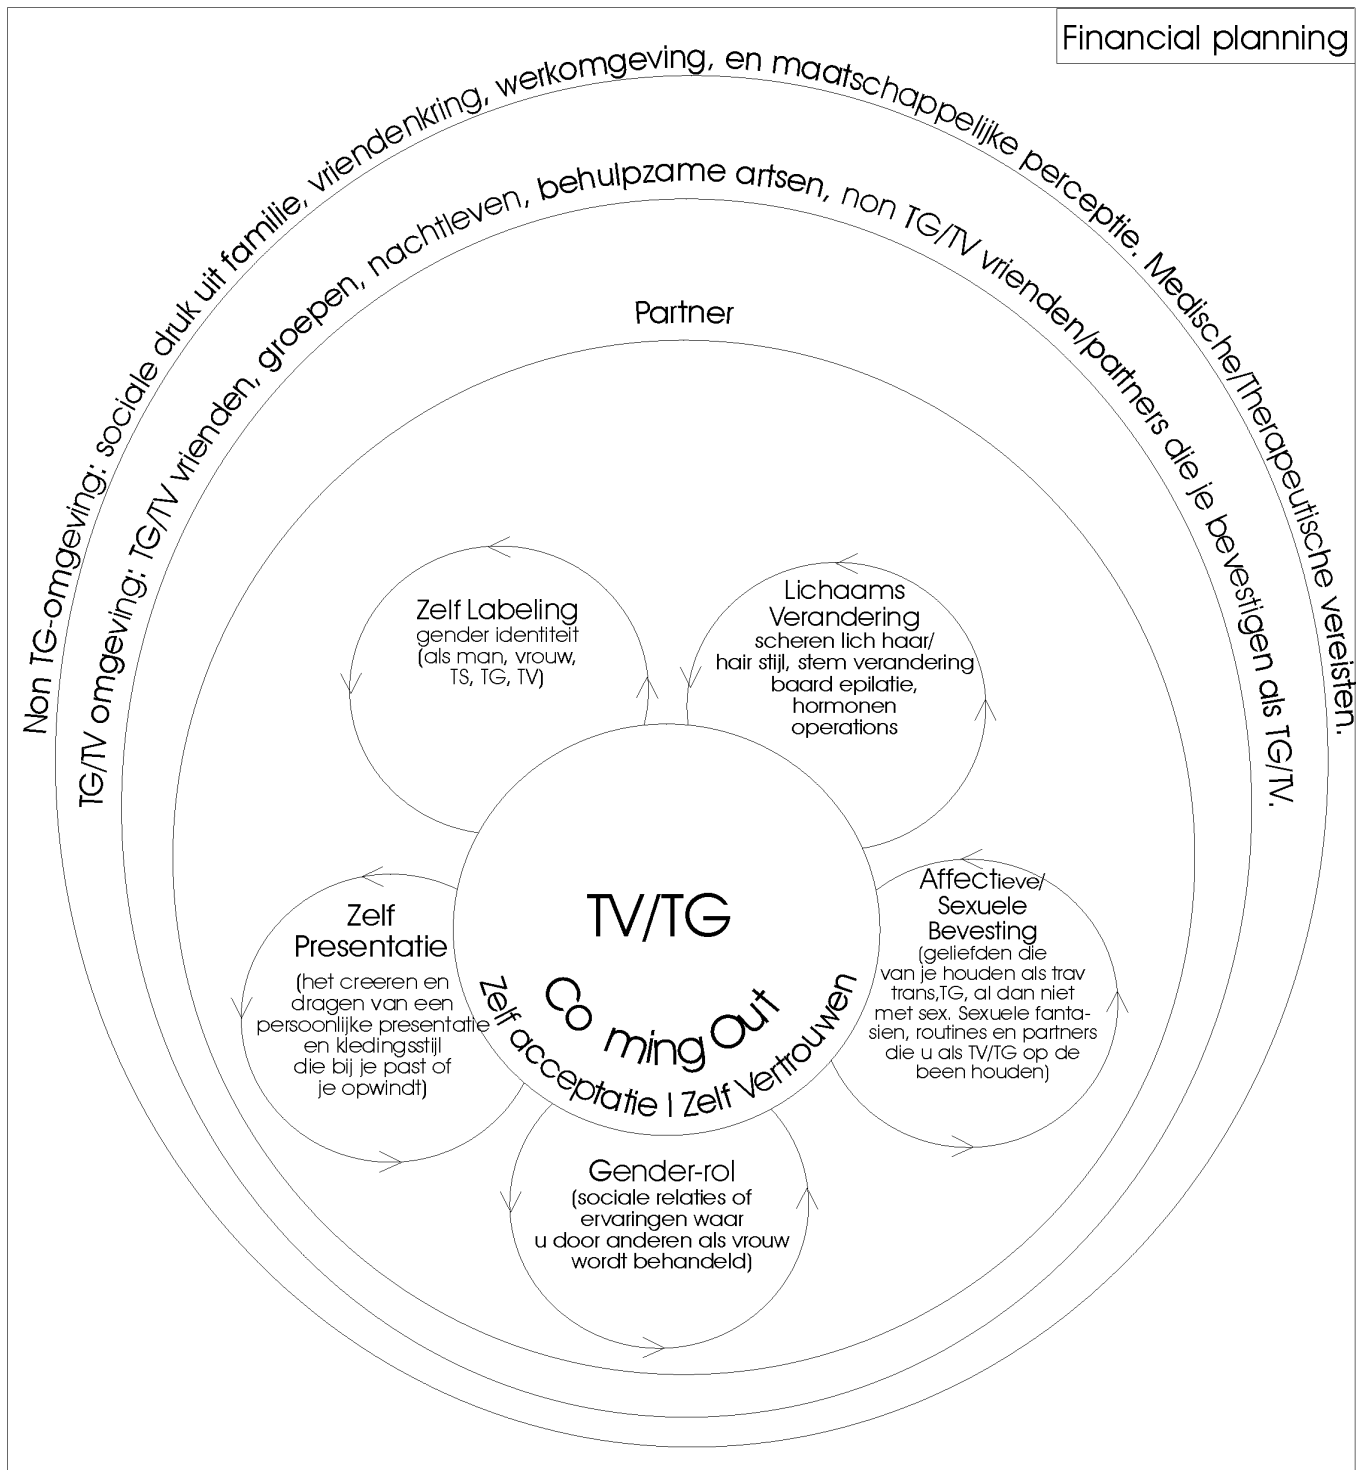 Financial planning
Non TG-omgeving: sociale druk uit familie, vriendenkring, werkomgeving, en maatschappelijke perceptie. Medische/Therapeutische vereisten.
TG/TV omgeving: TG/TV vrienden, groepen, nachtleven, behulpzame artsen, non TG/TV vrienden/partners die je bevestigen als TG/TV.
Partner
Zelf Labeling
gender identiteit
(als man, vrouw,
TS, TG, TV)
Lichaams
Verandering
scheren lich haar/
hair stijl, stem verandering
baard epilatie,
hormonen
operations
Zelf
Presentatie
(het creeren en
dragen van een
persoonlijke presentatie
en kledingsstijl
die bij je past of
je opwindt)
TV/TG
Co ming Out
Zelf acceptatie | Zelf Vertrouwen
Affectieve/
Sexuele
Bevesting
(geliefden die
van je houden als trav
trans,TG, al dan niet
met sex. Sexuele fanta-
sien, routines en partners
die u als TV/TG op de
been houden)
Gender-rol
(sociale relaties of
ervaringen waar
u door anderen als vrouw
wordt behandeld)